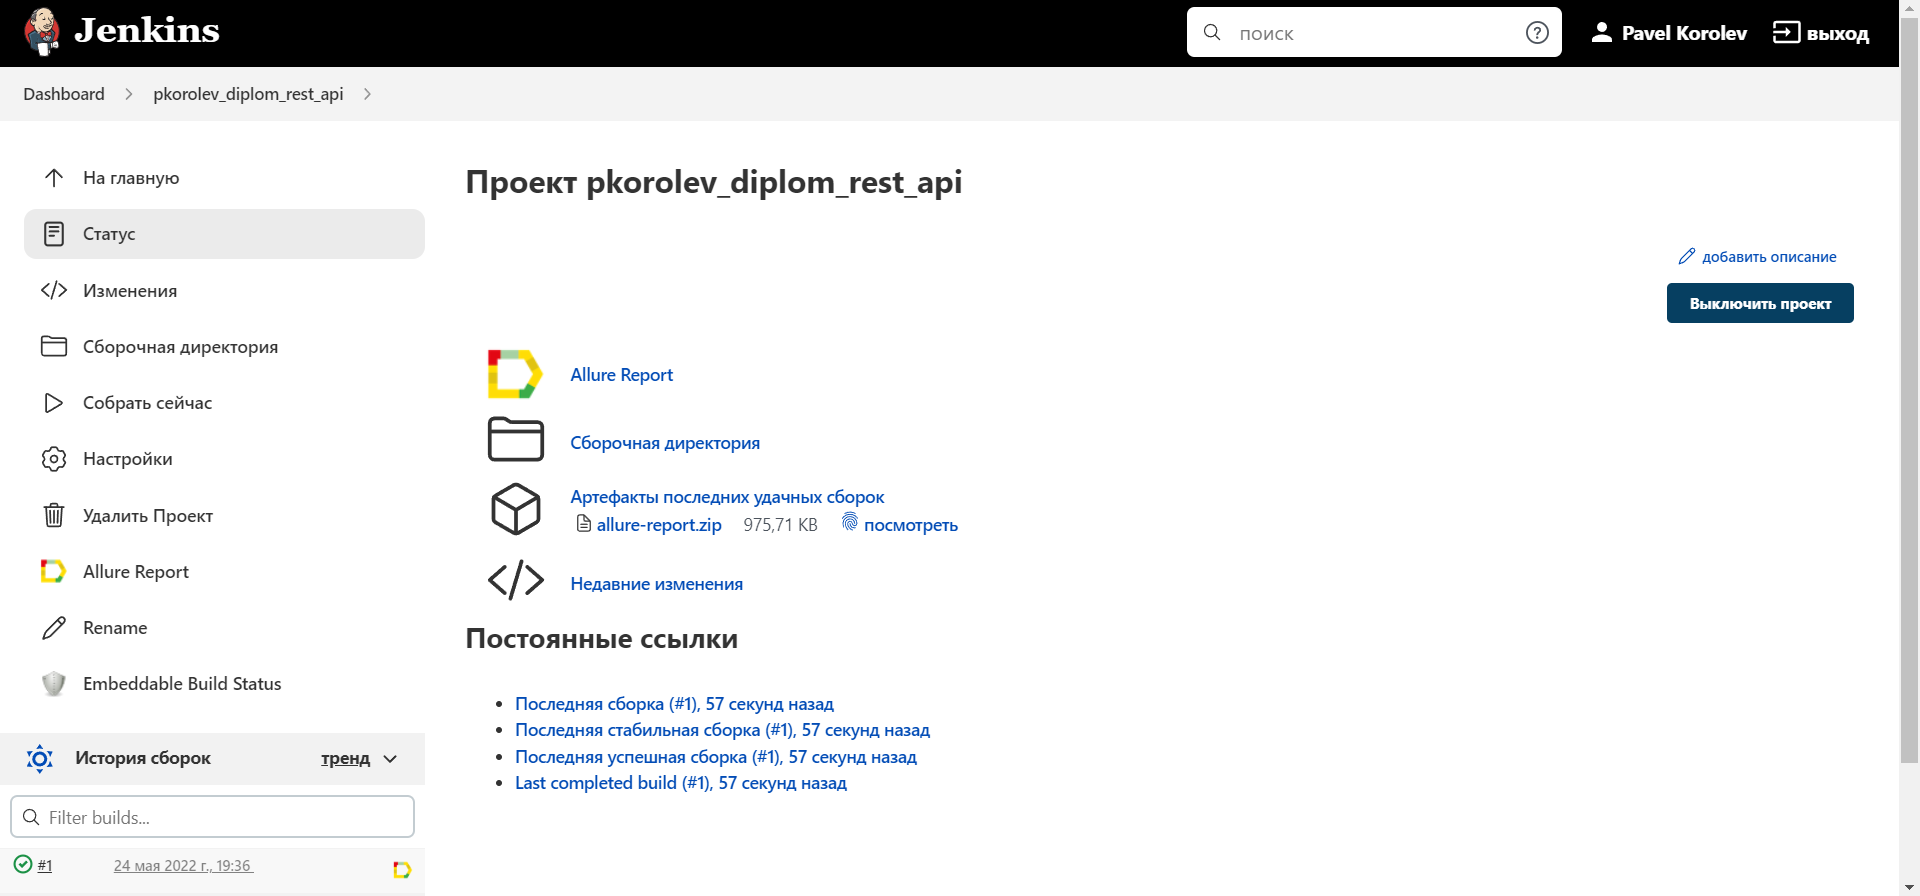 Jenkins
поиск
Pavel Korolev
выход
Dashboard
pkorolev_diplom_rest_api
На главную
Статус
Изменения
Сборочная директория
Собрать сейчас
Настройки
Удалить Проект
Allure Report
Rename
Embeddable Build Status
История сборок
тренд
Filter builds...
#1
24 мая 2022 г., 19:36
Проект pkorolev_diplom_rest_api
добавить описание
Выключить проект
Allure Report
Сборочная директория
Артефакты последних удачных сборок
allure-report.zip 975,71 KB посмотреть
Недавние изменения
Постоянные ссылки
Последняя сборка (#1), 57 секунд назад
Последняя стабильная сборка (#1), 57 секунд назад
Последняя успешная сборка (#1), 57 секунд назад
Last completed build (#1), 57 секунд назад